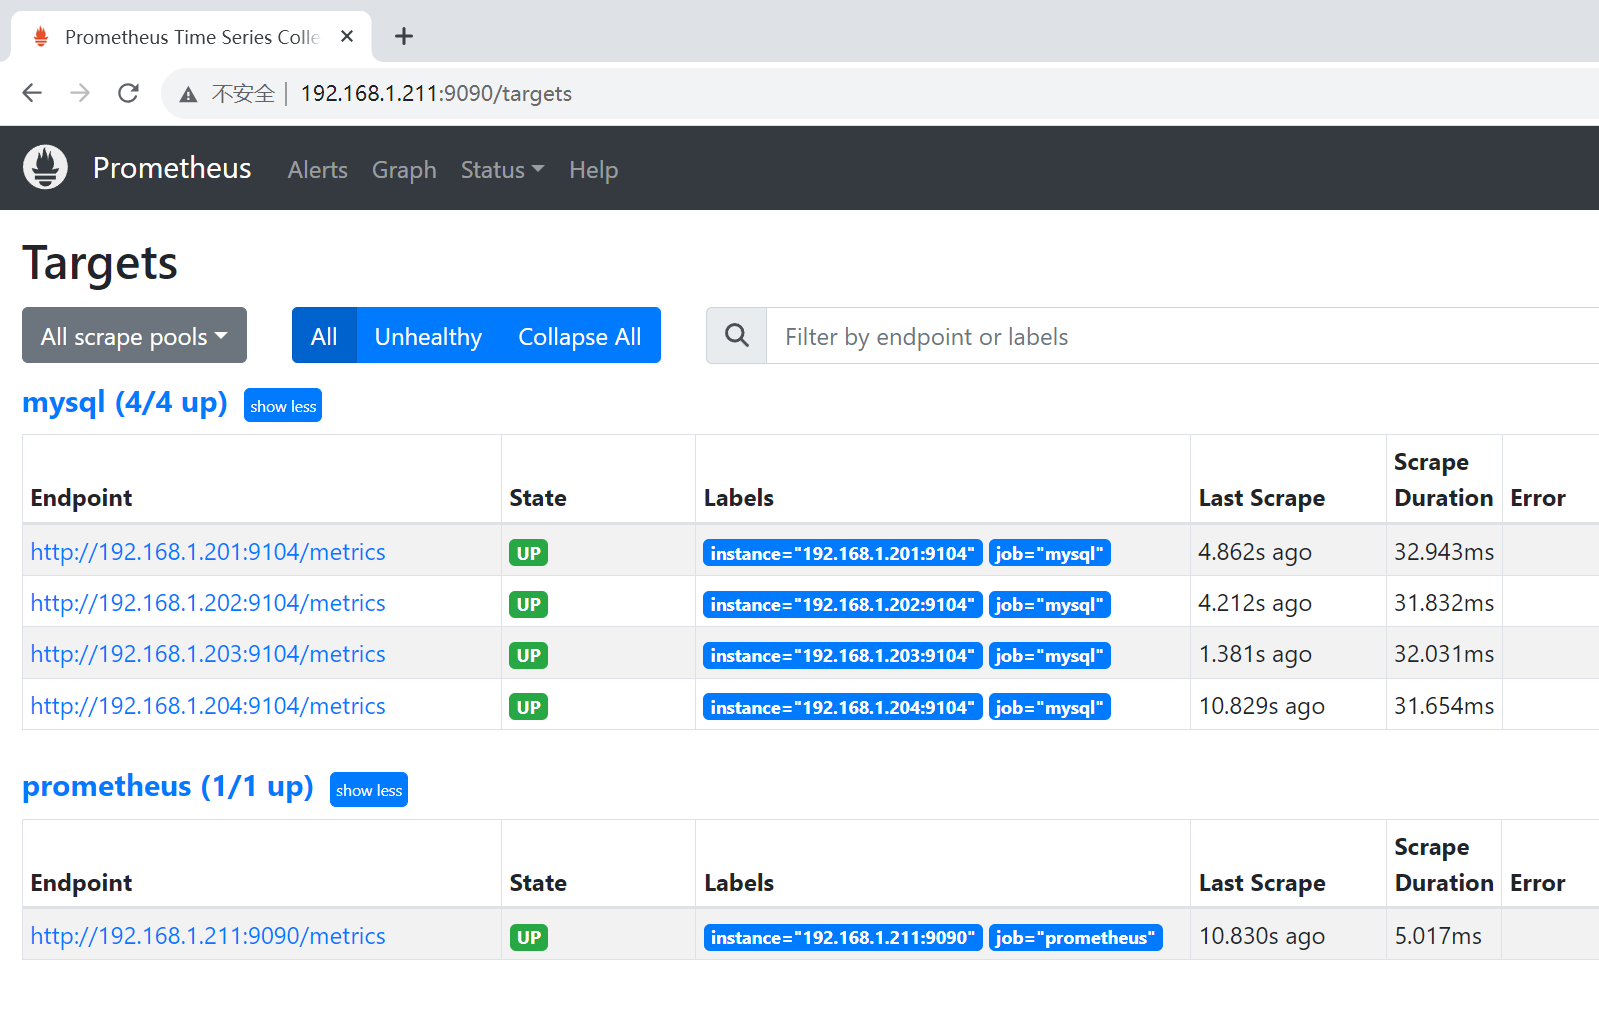 Prometheus Time Series Colle
不安全 192.168.1.211:9090/targets
Prometheus Alerts Graph Status Help
Targets
All scrape pools All Unhealthy Collapse All Filter by endpoint or labels
mysql (4/4 up) show less
Endpoint State Labels Last Scrape Scrape Duration Error
http://192.168.1.201:9104/metrics UP instance="192.168.1.201:9104" job="mysql" 4.862s ago 32.943ms
http://192.168.1.202:9104/metrics UP instance="192.168.1.202:9104" job="mysql" 4.212s ago 31.832ms
http://192.168.1.203:9104/metrics UP instance="192.168.1.203:9104" job="mysql" 1.381s ago 32.031ms
http://192.168.1.204:9104/metrics UP instance="192.168.1.204:9104" job="mysql" 10.829s ago 31.654ms
prometheus (1/1 up) show less
Endpoint State Labels Last Scrape Scrape Duration Error
http://192.168.1.211:9090/metrics UP instance="192.168.1.211:9090" job="prometheus" 10.830s ago 5.017ms